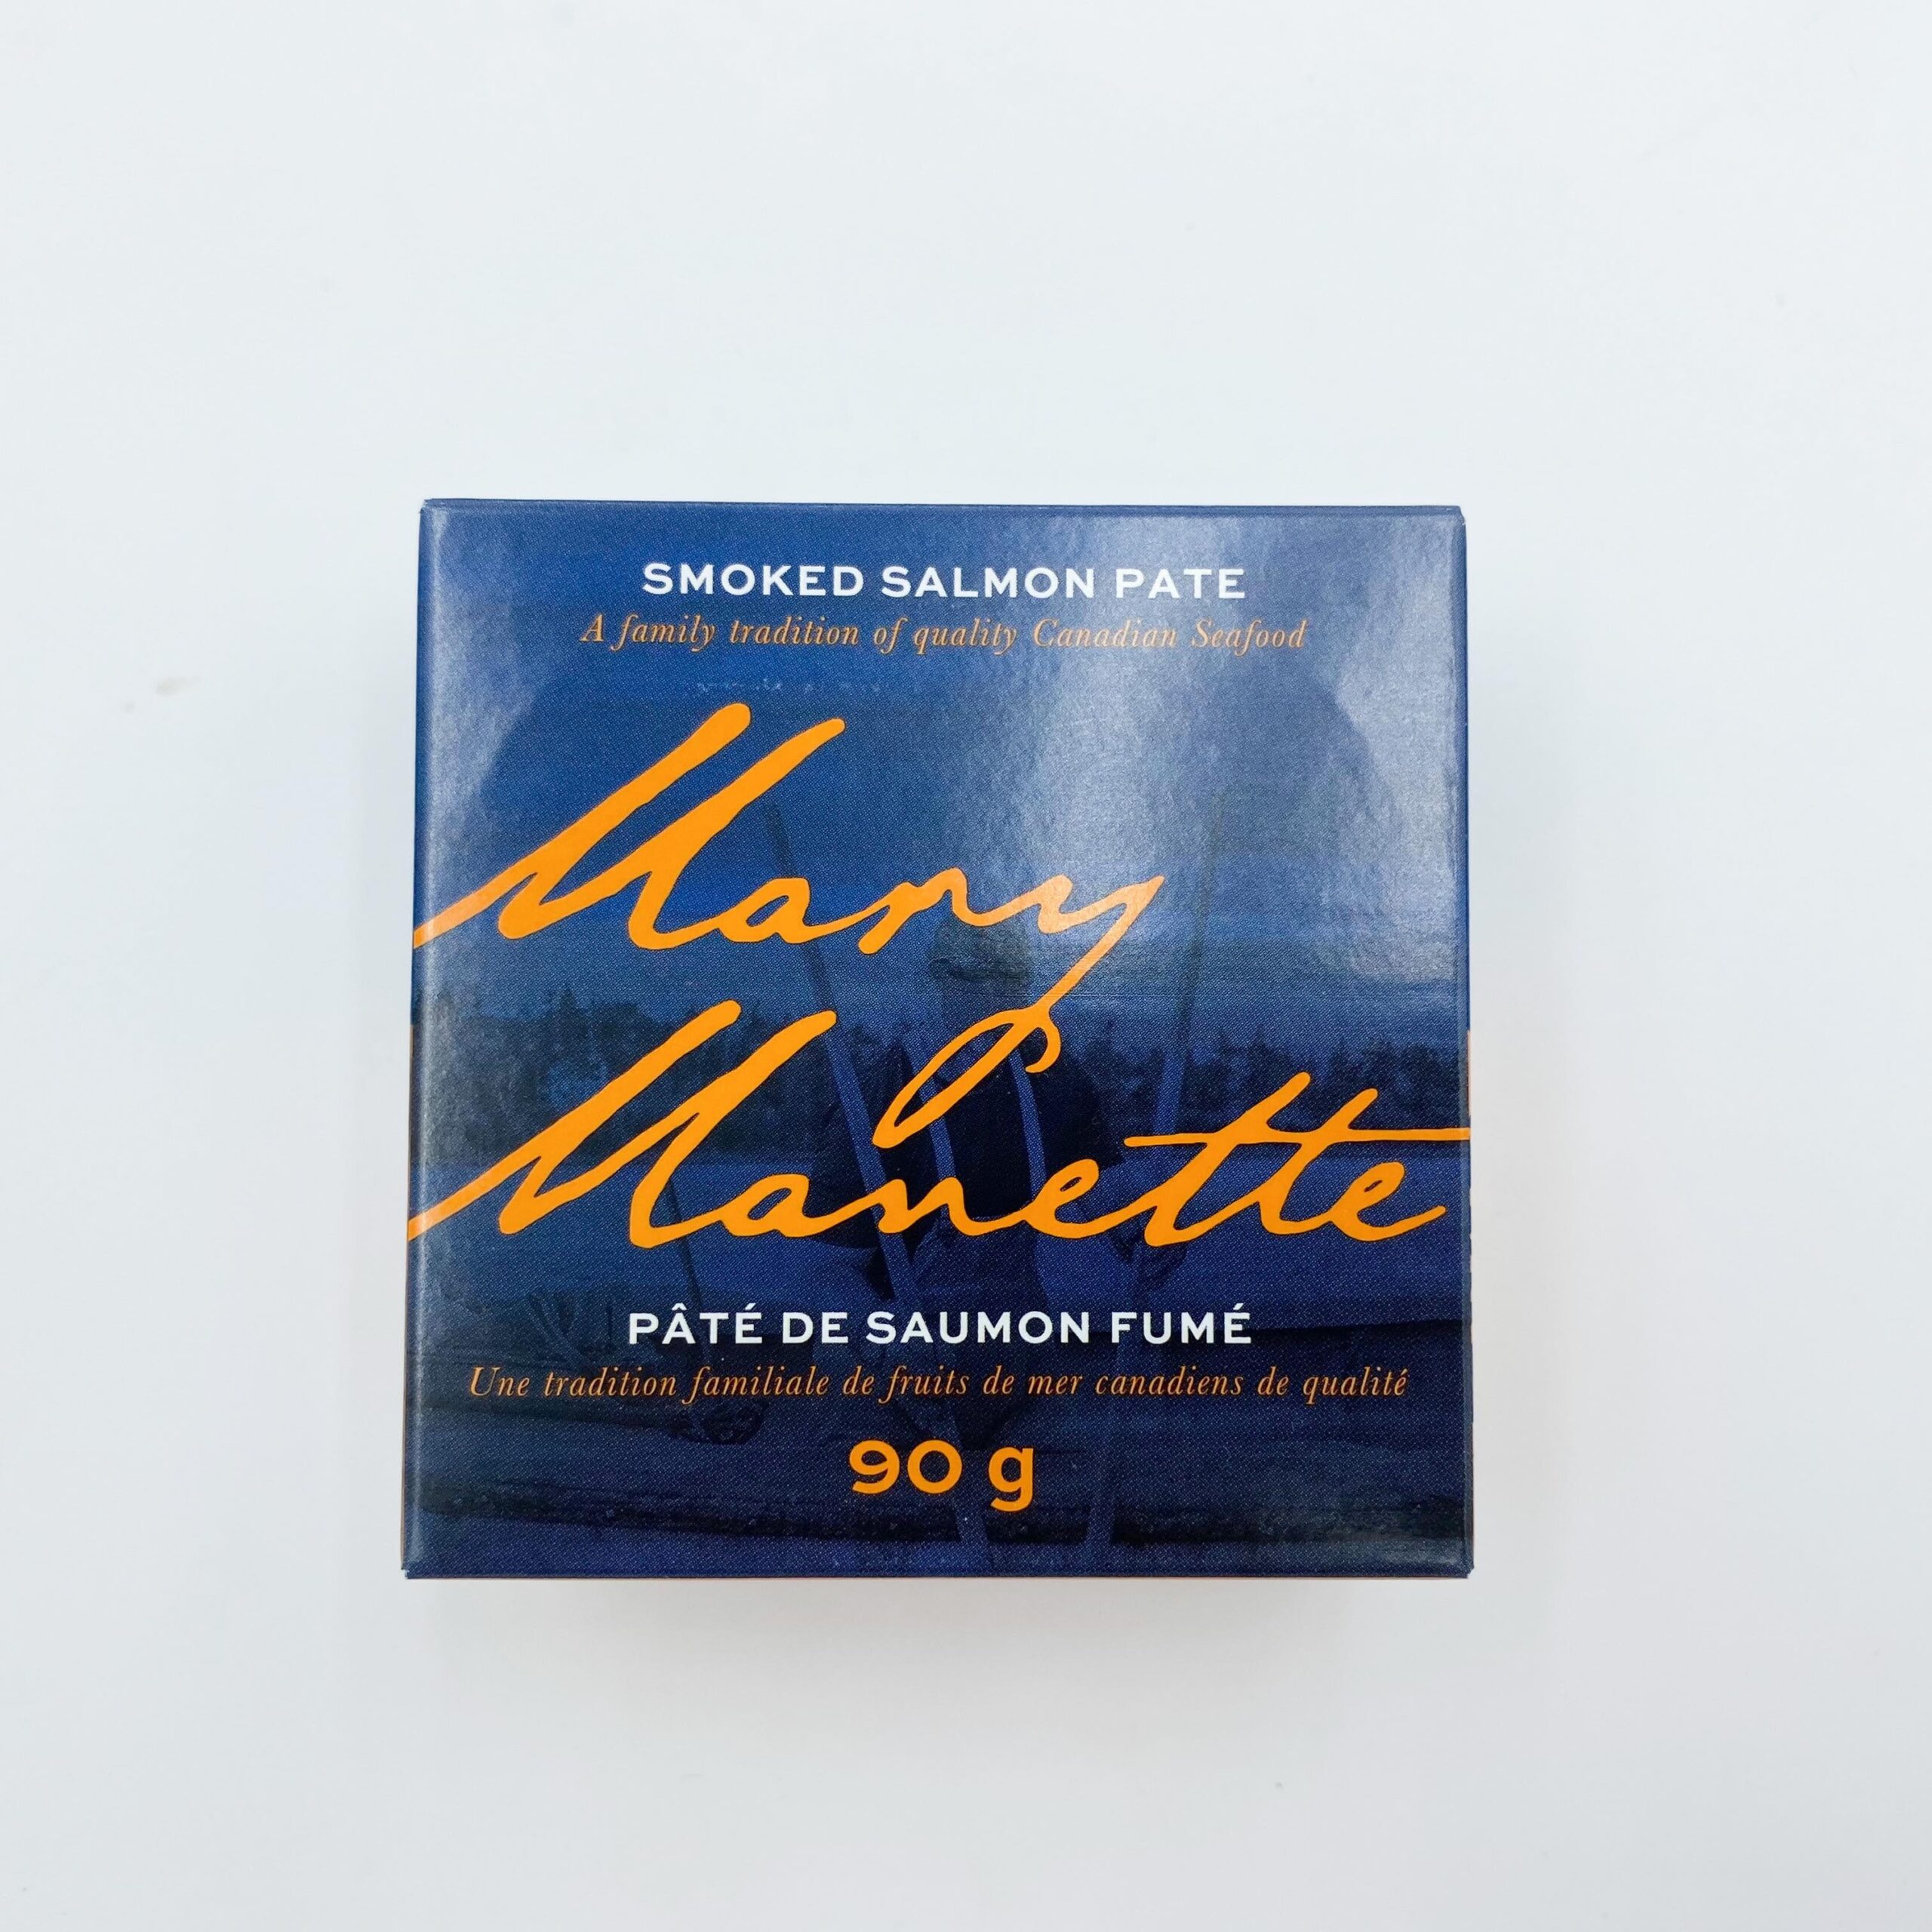 SMOKED SALMON PATE
A family tradition of quality Canadian Seafood
Mary
Manette
PÂTÉ DE SAUMON FUMÉ
Une tradition familiale de fruits de mer canadiens de qualité
90 g